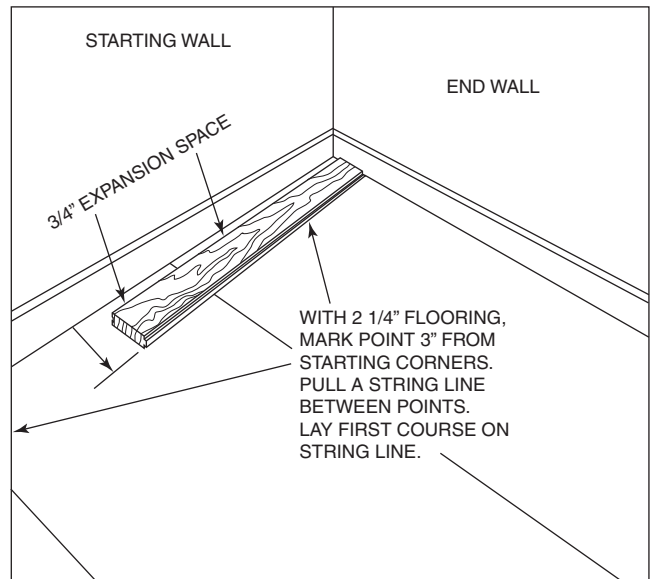 STARTING WALL
END WALL
3/4” EXPANSION SPACE
WITH 2 1/4” FLOORING,
MARK POINT 3” FROM
STARTING CORNERS.
PULL A STRING LINE
BETWEEN POINTS.
LAY FIRST COURSE ON
STRING LINE.